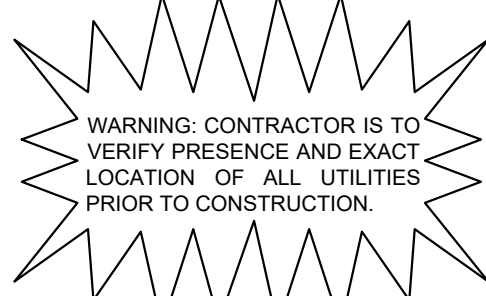 WARNING: CONTRACTOR IS TO
VERIFY PRESENCE AND EXACT
LOCATION OF ALL UTILITIES
PRIOR TO CONSTRUCTION.